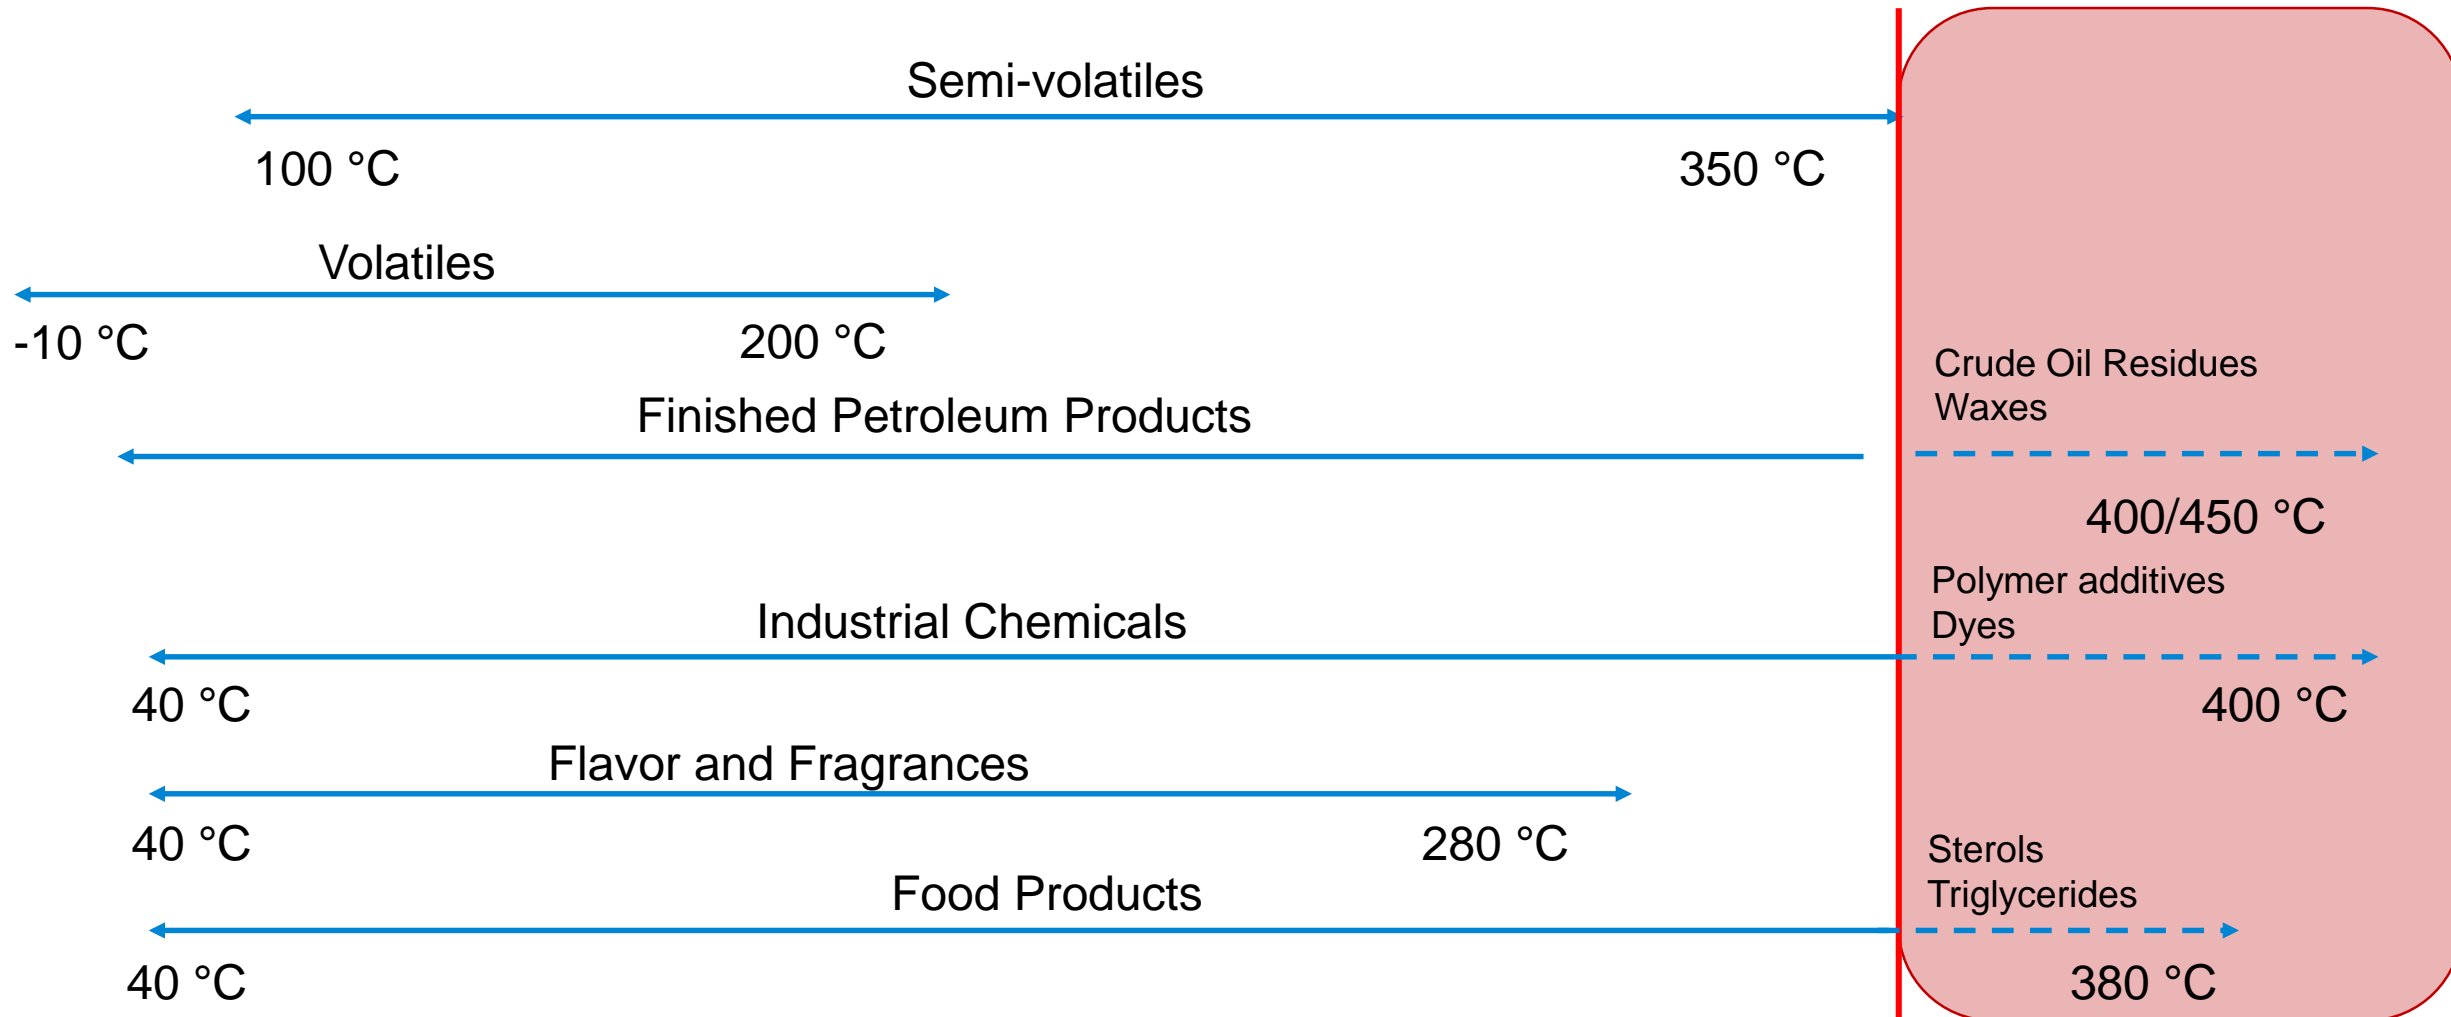 Semi-volatiles
100 °C
350 °C
Volatiles
-10 °C
200 °C
Finished Petroleum Products
Crude Oil Residues
Waxes
400/450 °C
Industrial Chemicals
Polymer additives
Dyes
40 °C
400 °C
Flavor and Fragrances
40 °C
280 °C
Food Products
Sterols
Triglycerides
40 °C
380 °C